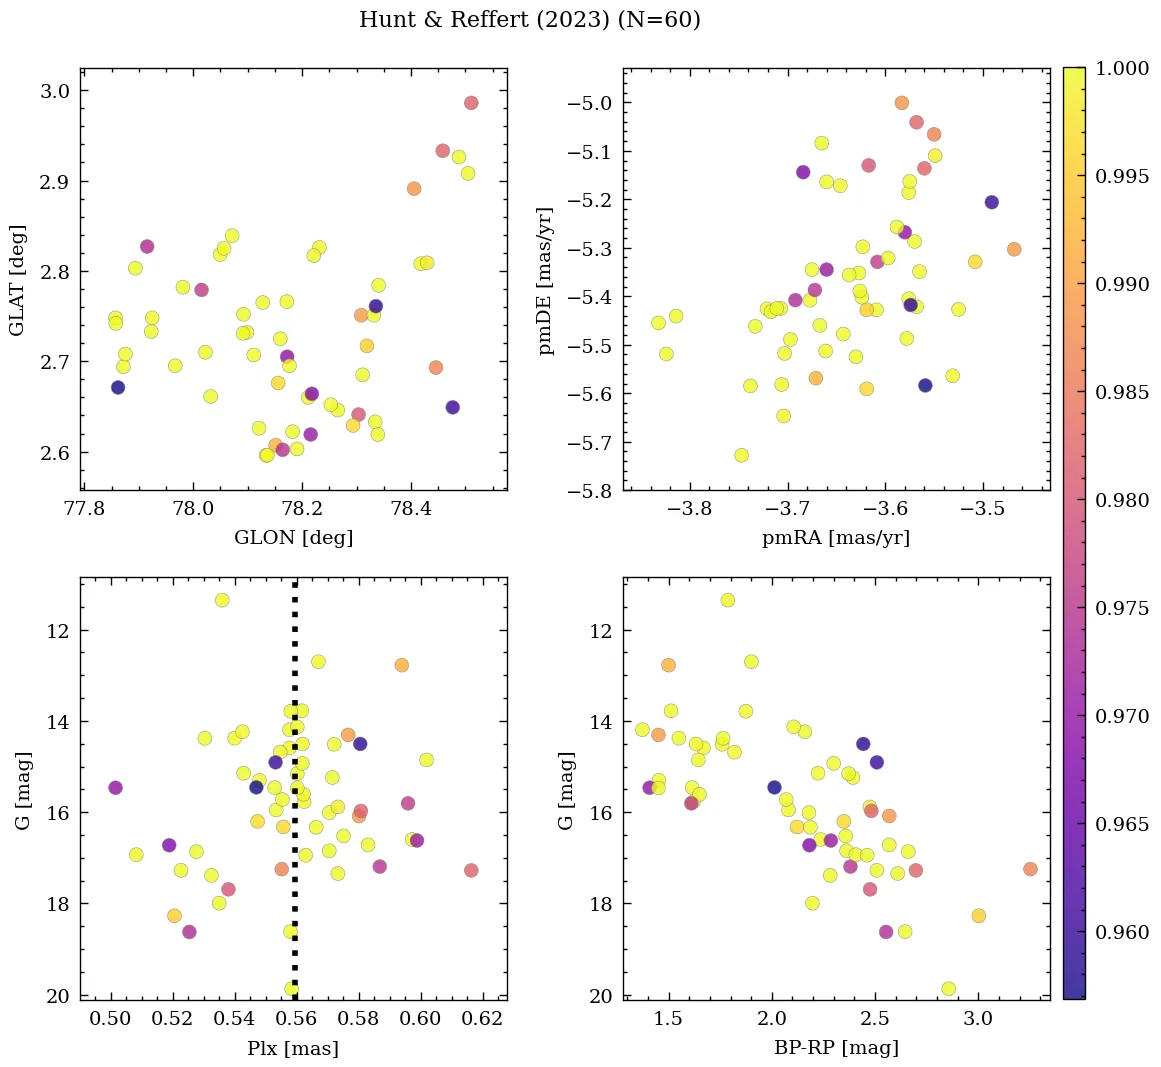 Hunt & Reffert (2023) (N=60)
3.0
2.9
2.8
2.7
2.6
GLAT [deg]
77.8 78.0 78.2 78.4
GLON [deg]
−5.0
−5.1
−5.2
−5.3
−5.4
−5.5
−5.6
−5.7
−5.8
pmDE [mas/yr]
−3.8 −3.7 −3.6 −3.5
pmRA [mas/yr]
12
14
16
18
20
G [mag]
0.50 0.52 0.54 0.56 0.58 0.60 0.62
Plx [mas]
12
14
16
18
20
G [mag]
1.5 2.0 2.5 3.0
BP-RP [mag]
1.000
0.995
0.990
0.985
0.980
0.975
0.970
0.965
0.960